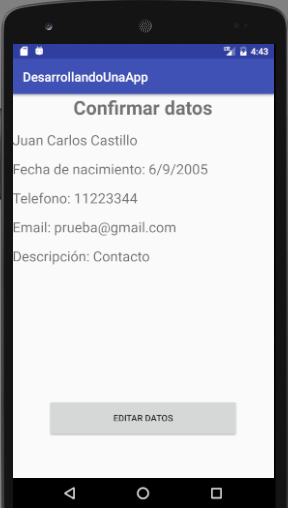 4:43
DesarrollandoUnaApp
Confirmar datos
Juan Carlos Castillo
Fecha de nacimiento: 6/9/2005
Telefono: 11223344
Email: prueba@gmail.com
Descripción: Contacto
EDITAR DATOS